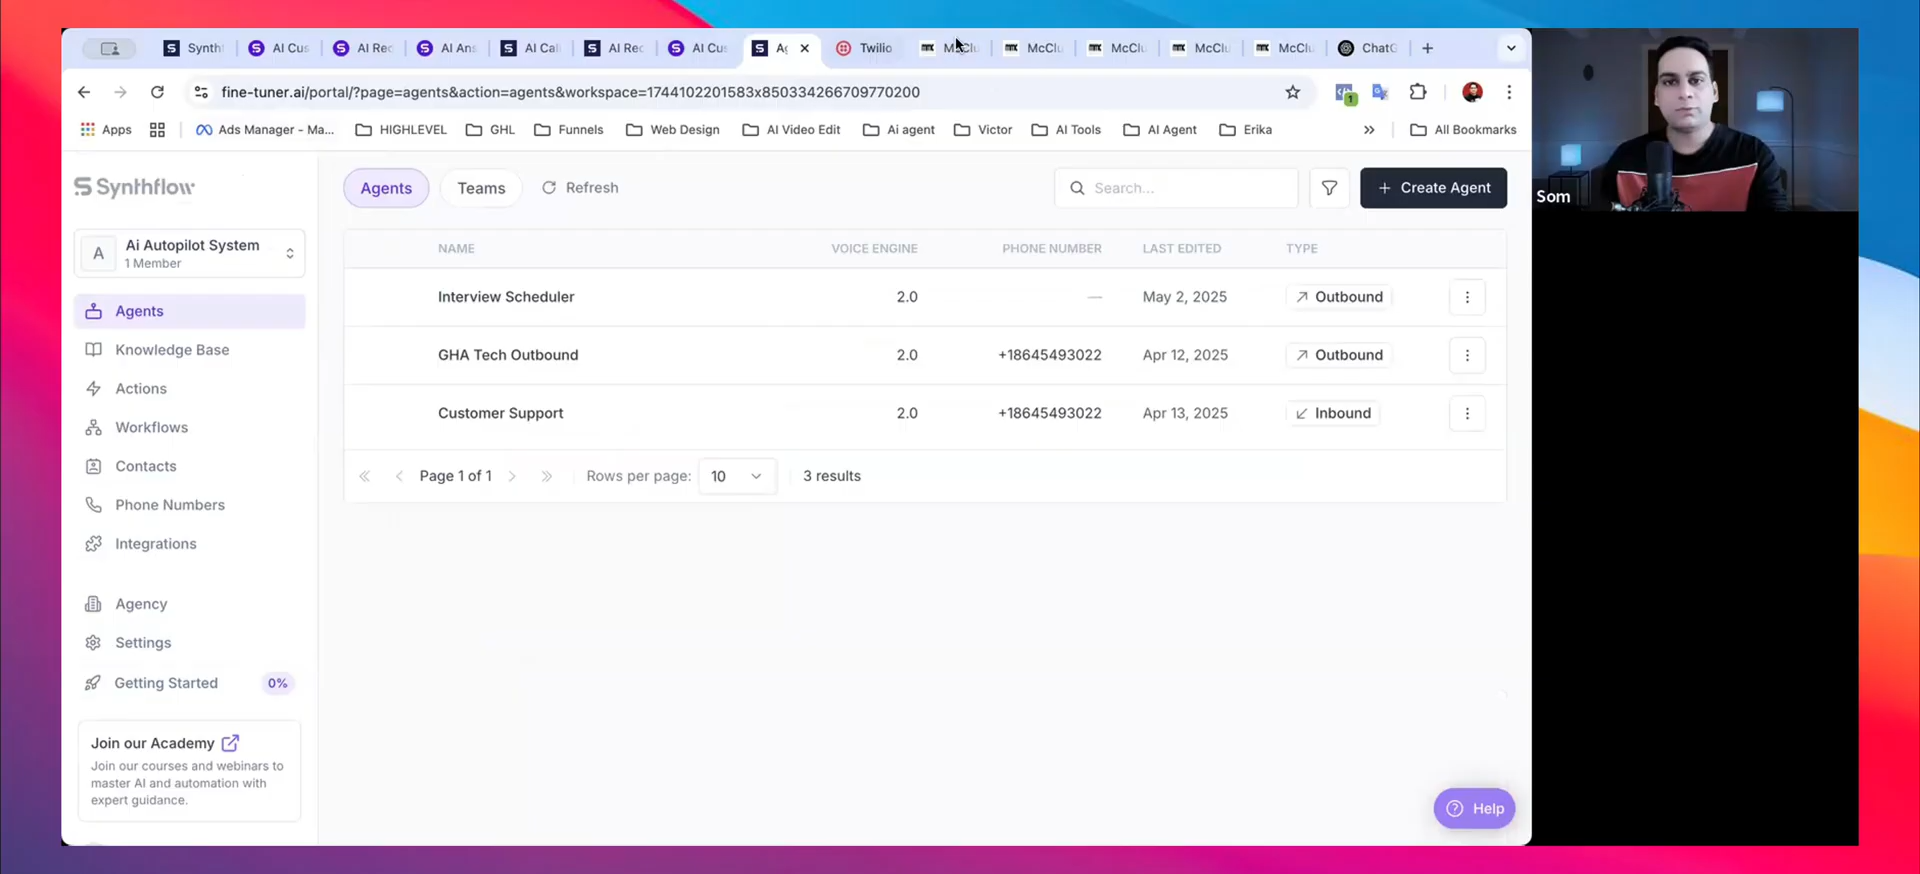 Synthf
AI Cus
AI Rec
AI Ans
AI Cal
AI Rec
AI Cus
Ag
Twilio
McClu
McClu
McClu
McClu
McClu
ChatG
fine-tuner.ai/portal/?page=agents&action=agents&workspace=1744102201583x850334266709770200
1
Apps
Ads Manager - Ma...
HIGHLEVEL
GHL
Funnels
Web Design
AI Video Edit
Ai agent
Victor
AI Tools
AI Agent
Erika
All Bookmarks
Synthflow
A
Ai Autopilot System
1 Member
Agents
Knowledge Base
Actions
Workflows
Contacts
Phone Numbers
Integrations
Agency
Settings
Getting Started 0%
Join our Academy
Join our courses and webinars to
master AI and automation with
expert guidance.
Agents Teams Refresh
Search...
+ Create Agent
NAME VOICE ENGINE PHONE NUMBER LAST EDITED TYPE
Interview Scheduler 2.0 — May 2, 2025 Outbound
GHA Tech Outbound 2.0 +18645493022 Apr 12, 2025 Outbound
Customer Support 2.0 +18645493022 Apr 13, 2025 Inbound
Page 1 of 1 Rows per page: 10 3 results
Help
Som